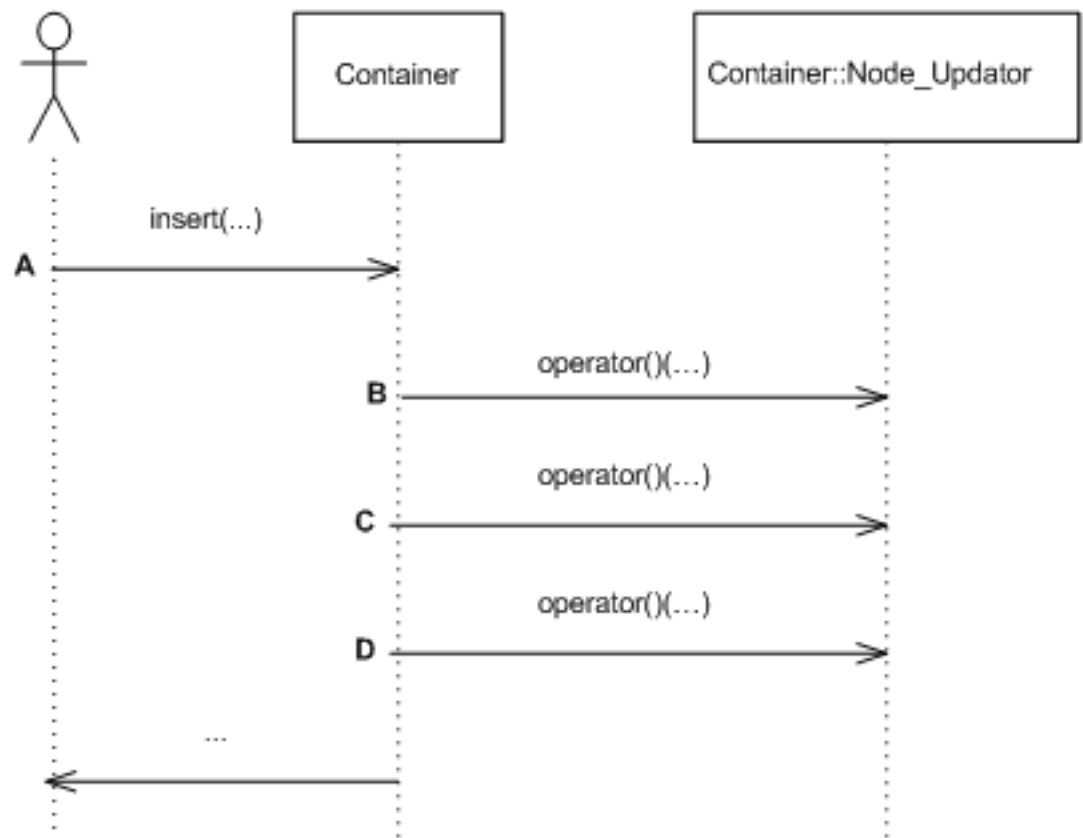 Container
Container::Node_Updator
insert(...)
A
operator()(...)
B
operator()(...)
C
operator()(...)
D
...